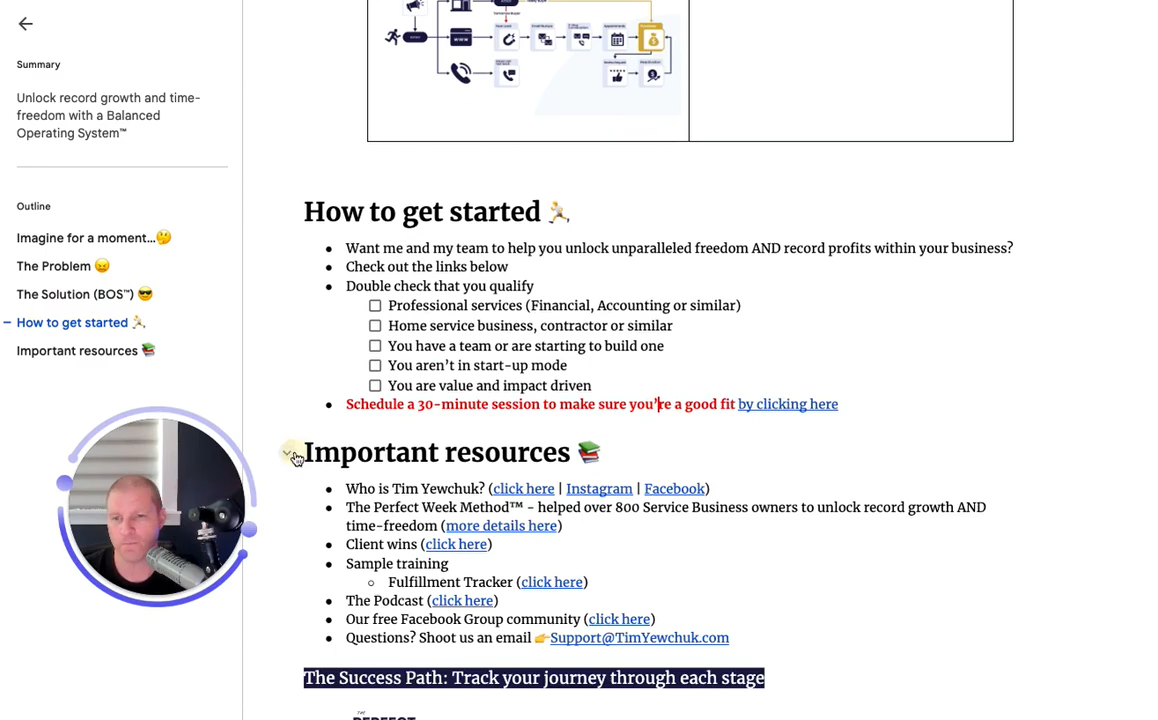 Summary
Unlock record growth and time-
freedom with a Balanced
Operating System™
Outline
Imagine for a moment...🤔
The Problem 😖
The Solution (BOS™) 😎
How to get started 🏃
Important resources 📚
WWW
How to get started 🏃
Want me and my team to help you unlock unparalleled freedom AND record profits within your business?
Check out the links below
Double check that you qualify
Professional services (Financial, Accounting or similar)
Home service business, contractor or similar
You have a team or are starting to build one
You aren't in start-up mode
You are value and impact driven
Schedule a 30-minute session to make sure you're a good fit by clicking here
Important resources 📚
Who is Tim Yewchuk? (click here | Instagram | Facebook)
The Perfect Week Method™ - helped over 800 Service Business owners to unlock record growth AND
time-freedom (more details here)
Client wins (click here)
Sample training
Fulfillment Tracker (click here)
The Podcast (click here)
Our free Facebook Group community (click here)
Questions? Shoot us an email 👉Support@TimYewchuk.com
The Success Path: Track your journey through each stage
THE
PERFECT